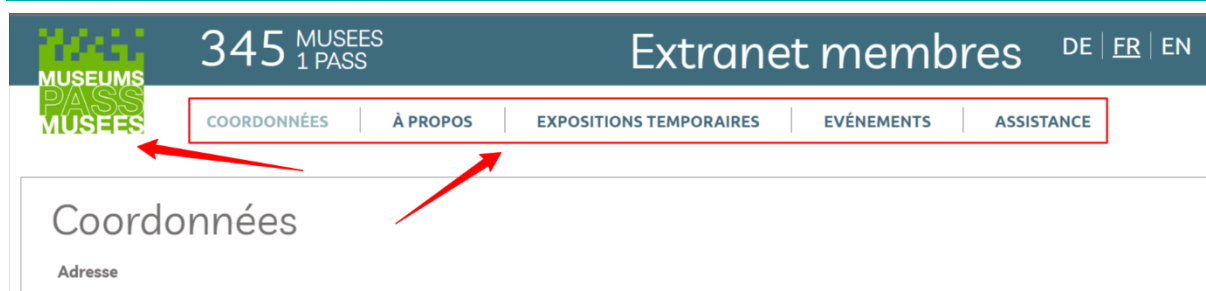 MUSEUMS
PASS
MUSEES
345 MUSEES
1 PASS
Extranet membres
DE | FR | EN
COORDONNÉES | À PROPOS | EXPOSITIONS TEMPORAIRES | EVÉNEMENTS | ASSISTANCE
Coordonnées
Adresse